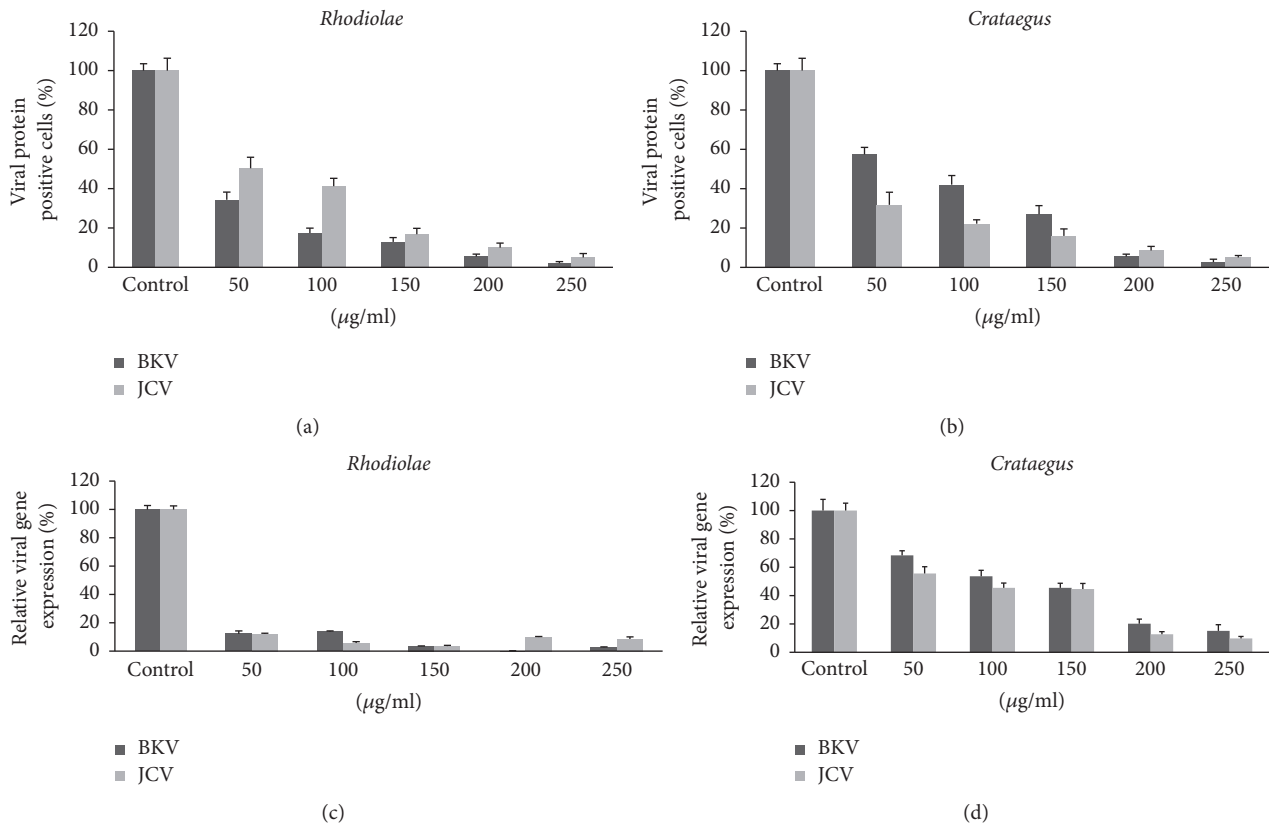 Rhodiolae
Viral protein
positive cells (%)
120
100
80
60
40
20
0
Control 50 100 150 200 250
(µg/ml)
BKV
JCV
(a)
Crataegus
Viral protein
positive cells (%)
120
100
80
60
40
20
0
Control 50 100 150 200 250
(µg/ml)
BKV
JCV
(b)
Rhodiolae
Relative viral gene
expression (%)
120
100
80
60
40
20
0
Control 50 100 150 200 250
(µg/ml)
BKV
JCV
(c)
Crataegus
Relative viral gene
expression (%)
120
100
80
60
40
20
0
Control 50 100 150 200 250
(µg/ml)
BKV
JCV
(d)